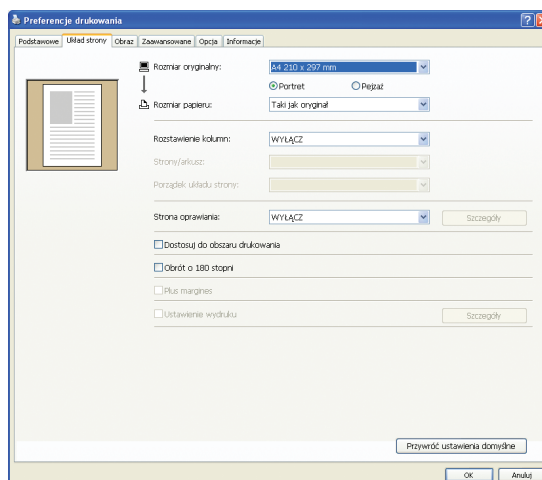 Preferencje drukowania
Podstawowe Układ strony Obraz Zaawansowane Opcja Informacje
Rozmiar oryginalny: A4 210 x 297 mm
Portret Pejzaż
Rozmiar papieru: Taki jak oryginał
Rozstawienie kolumn: WYŁĄCZ
Strony/arkusz:
Porządek układu strony:
Strona oprawiania: WYŁĄCZ Szczegóły
Dostosuj do obszaru drukowania
Obrót o 180 stopni
Plus margines
Ustawienie wydruku Szczegóły
Przywróć ustawienia domyślne
OK Anuluj